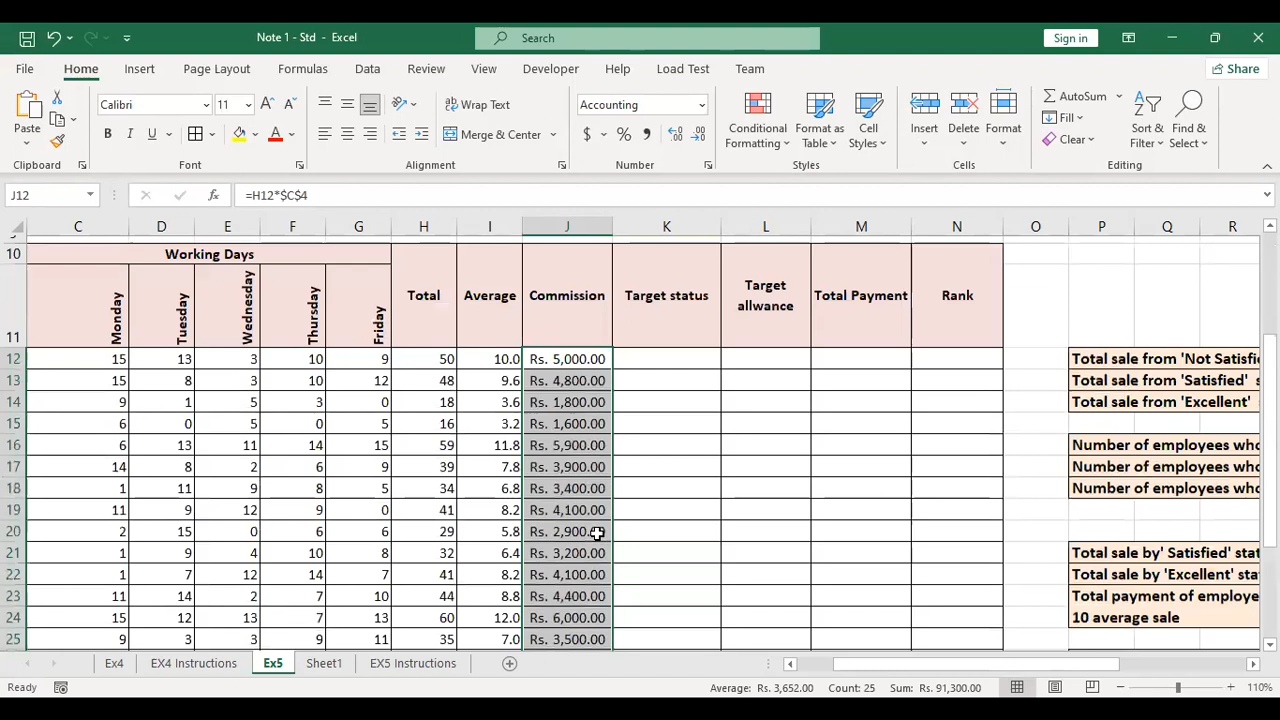 Note 1 - Std - Excel
Search
Sign in
File Home Insert Page Layout Formulas Data Review View Developer Help Load Test Team
Share
Paste
Calibri 11
Wrap Text
Merge & Center
Accounting
Conditional Formatting
Format as Table
Cell Styles
Insert Delete Format
AutoSum
Fill
Clear
Sort & Filter
Find & Select
Clipboard Font Alignment Number Styles Cells Editing
J12 fx =H12*$C$4
C D E F G H I J K L M N O P Q R
10 Working Days
11 Monday Tuesday Wednesday Thursday Friday Total Average Commission Target status Target allwance Total Payment Rank
12 15 13 3 10 9 50 10.0 Rs. 5,000.00 Total sale from 'Not Satisfi
13 15 8 3 10 12 48 9.6 Rs. 4,800.00 Total sale from 'Satisfied' s
14 9 1 5 3 0 18 3.6 Rs. 1,800.00 Total sale from 'Excellent'
15 6 0 5 0 5 16 3.2 Rs. 1,600.00
16 6 13 11 14 15 59 11.8 Rs. 5,900.00 Number of employees who
17 14 8 2 6 9 39 7.8 Rs. 3,900.00 Number of employees who
18 1 11 9 8 5 34 6.8 Rs. 3,400.00 Number of employees who
19 11 9 12 9 0 41 8.2 Rs. 4,100.00
20 2 15 0 6 6 29 5.8 Rs. 2,900.00
21 1 9 4 10 8 32 6.4 Rs. 3,200.00 Total sale by' Satisfied' stat
22 1 7 12 14 7 41 8.2 Rs. 4,100.00 Total sale by 'Excellent' stat
23 11 14 2 7 10 44 8.8 Rs. 4,400.00 Total payment of employe
24 15 12 13 7 13 60 12.0 Rs. 6,000.00 10 average sale
25 9 3 3 9 11 35 7.0 Rs. 3,500.00
Ex4 EX4 Instructions Ex5 Sheet1 EX5 Instructions
Ready Average: Rs. 3,652.00 Count: 25 Sum: Rs. 91,300.00 110%